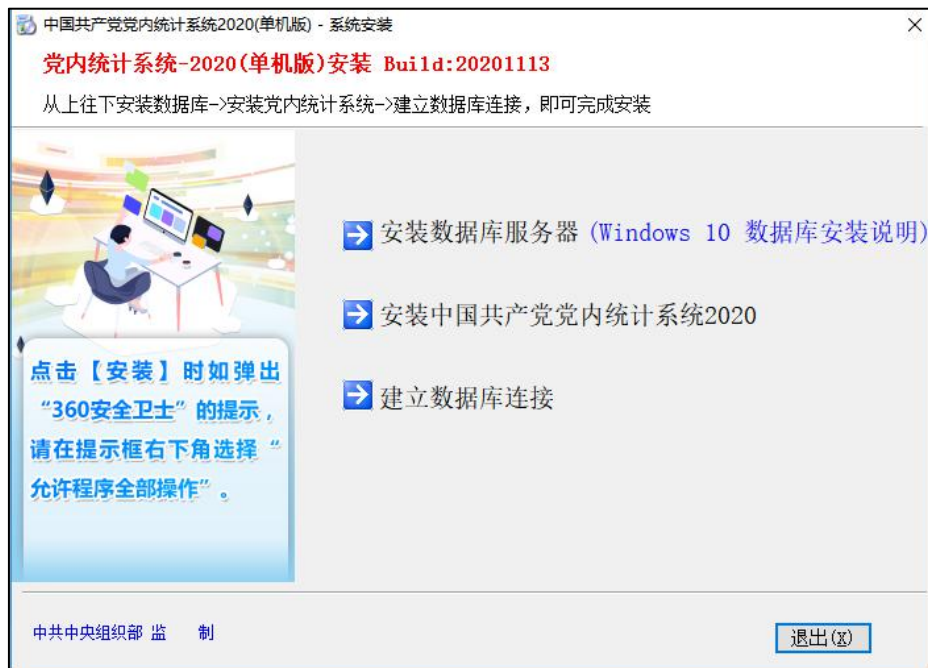 中国共产党党内统计系统2020(单机版) - 系统安装
党内统计系统-2020(单机版)安装 Build:20201113
从上往下安装数据库->安装党内统计系统->建立数据库连接，即可完成安装
安装数据库服务器 (Windows 10 数据库安装说明)
安装中国共产党党内统计系统2020
建立数据库连接
点击【安装】时如弹出
“360安全卫士”的提示，
请在提示框右下角选择“
允许程序全部操作”。
中共中央组织部 监 制
退出(X)